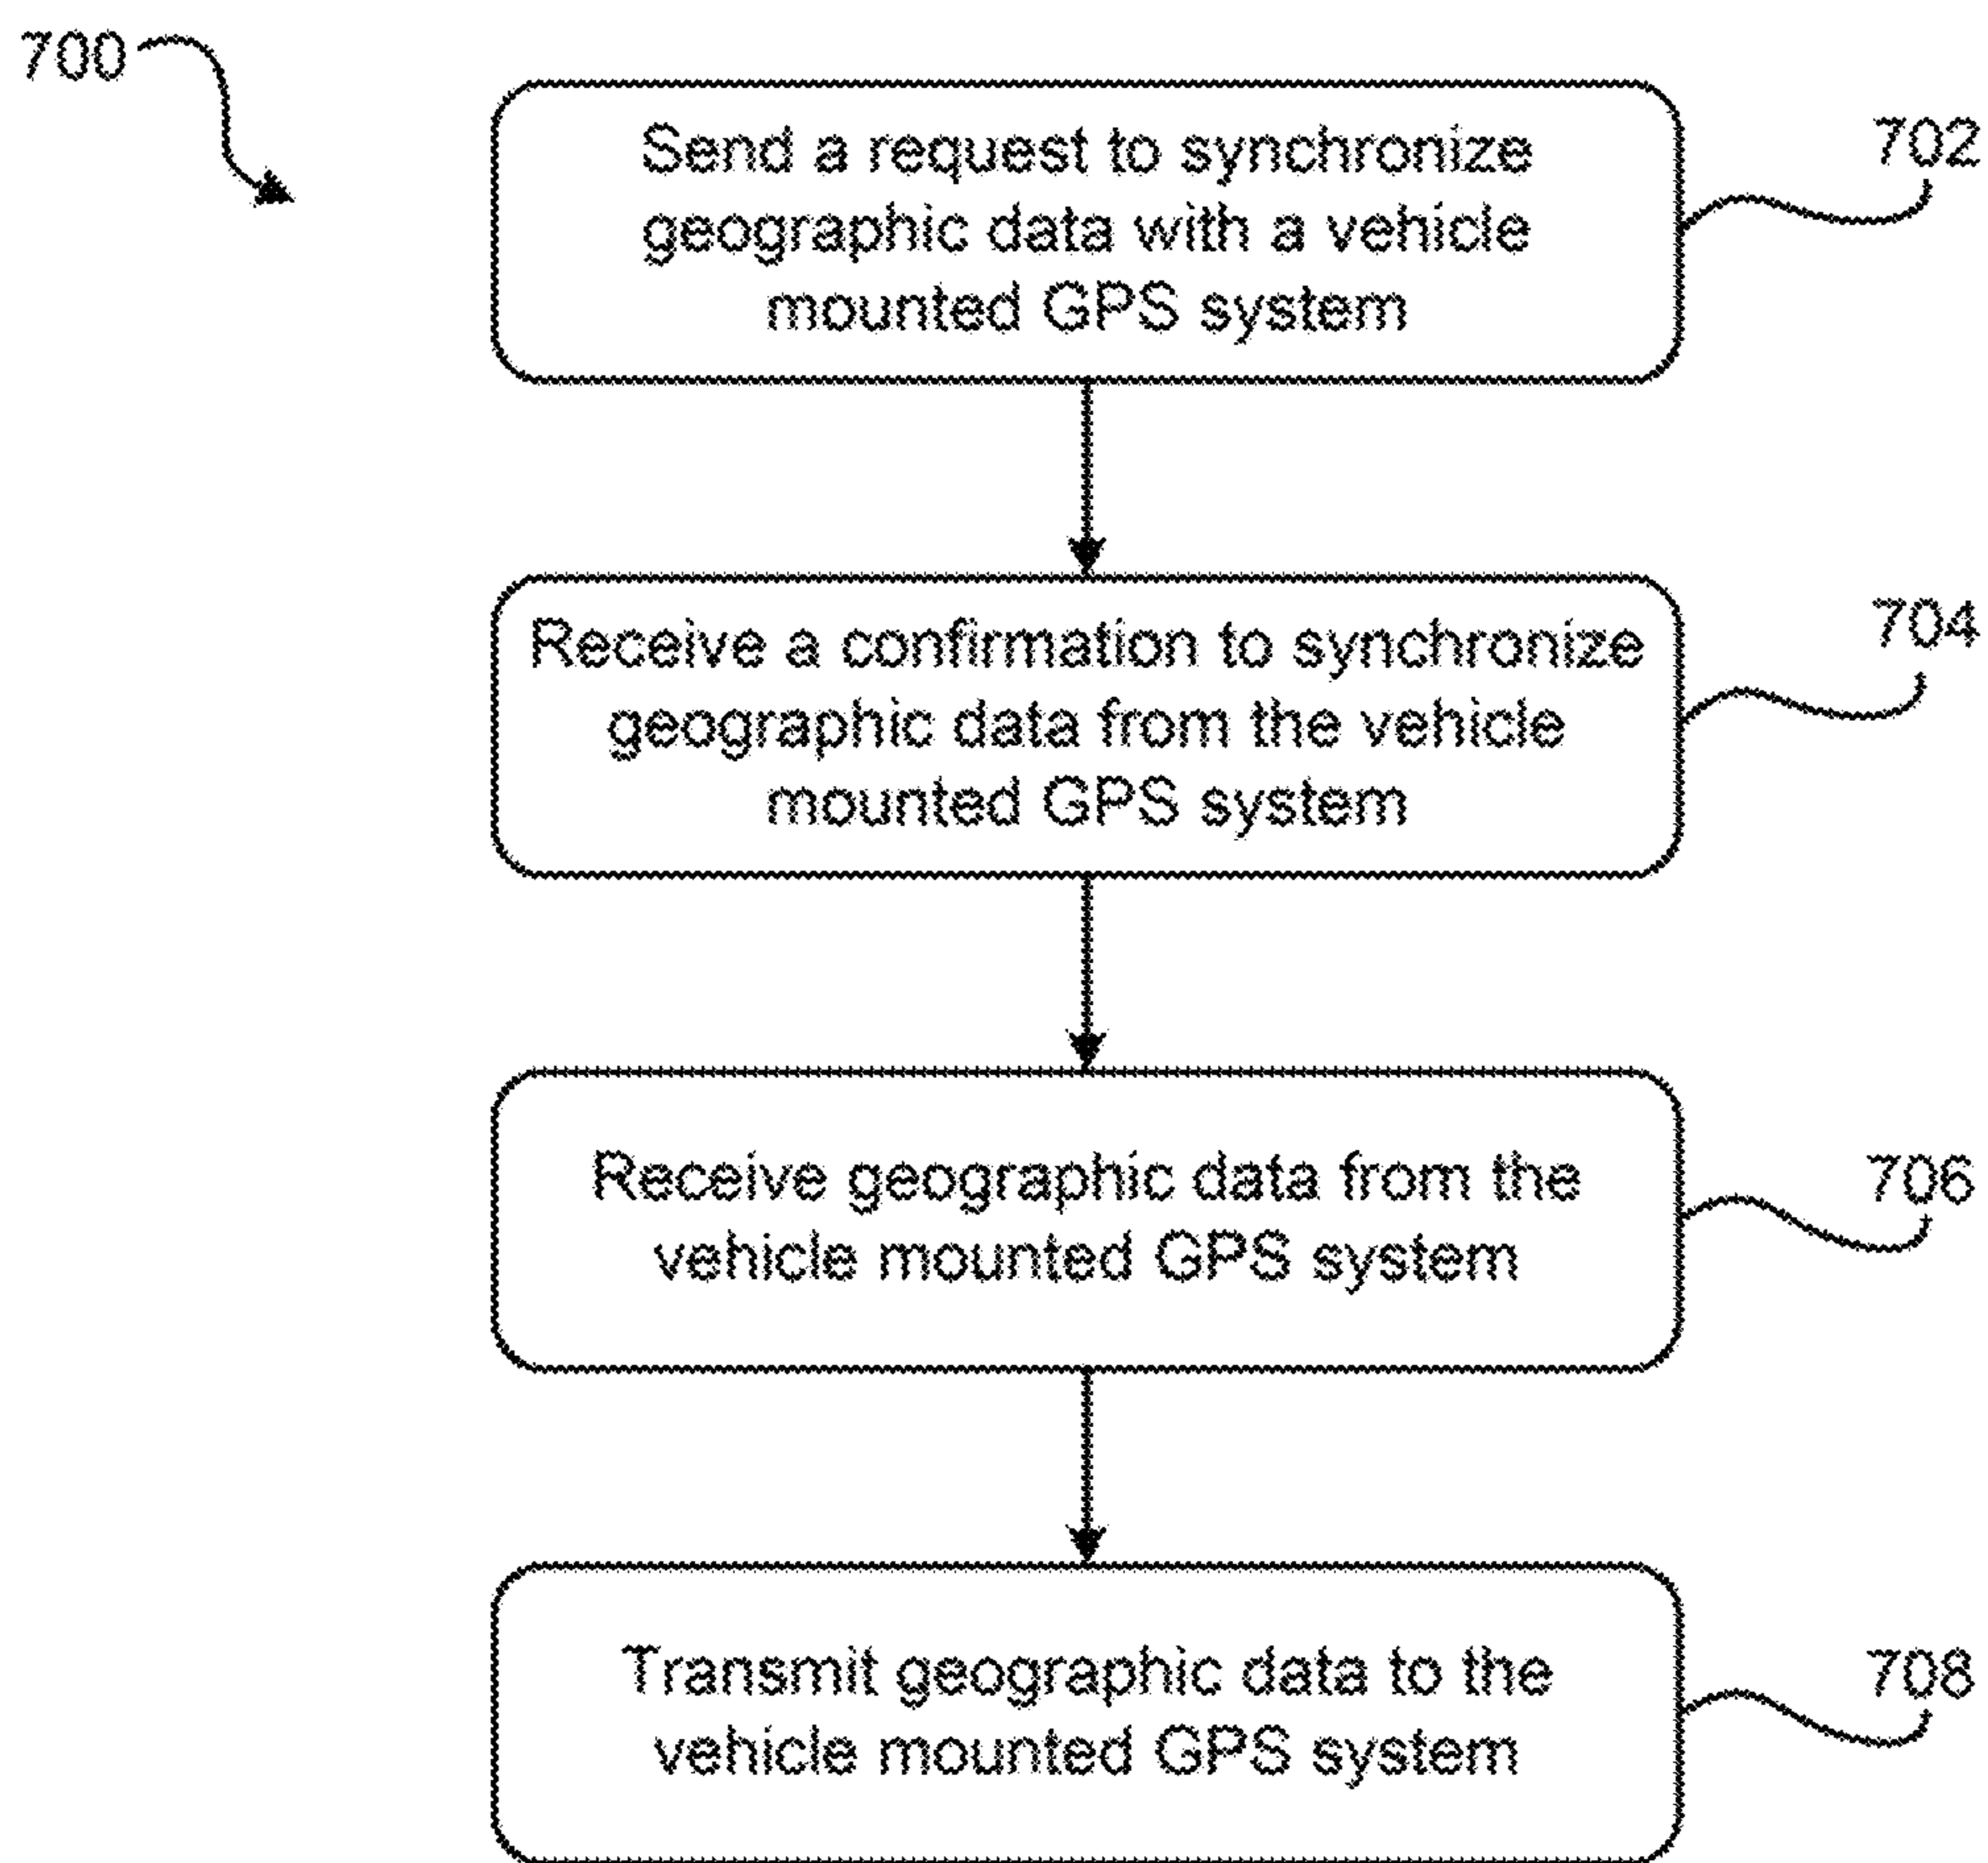 700
Send a request to synchronize
geographic data with a vehicle
mounted GPS system
702
Receive a confirmation to synchronize
geographic data from the vehicle
mounted GPS system
704
Receive geographic data from the
vehicle mounted GPS system
706
Transmit geographic data to the
vehicle mounted GPS system
708